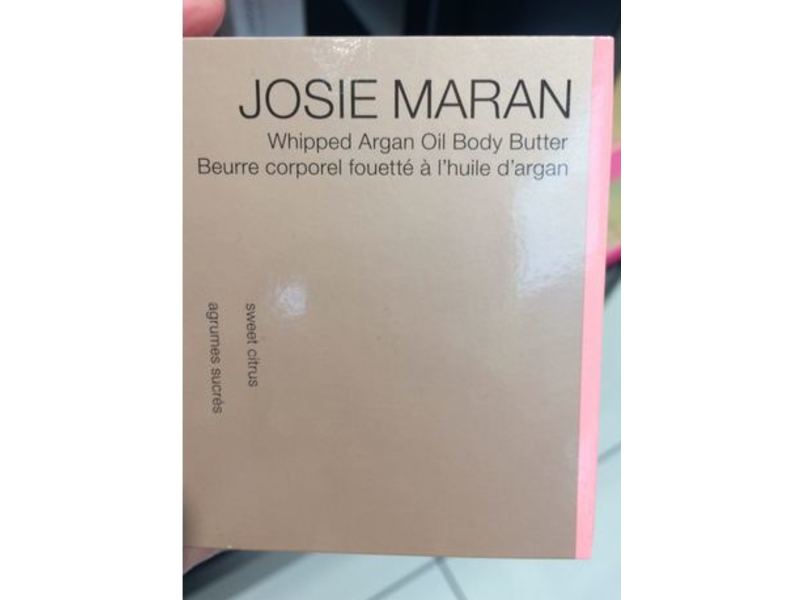 JOSIE MARAN
Whipped Argan Oil Body Butter
Beurre corporel fouetté à l'huile d'argan
sweet citrus
agrumes sucrés